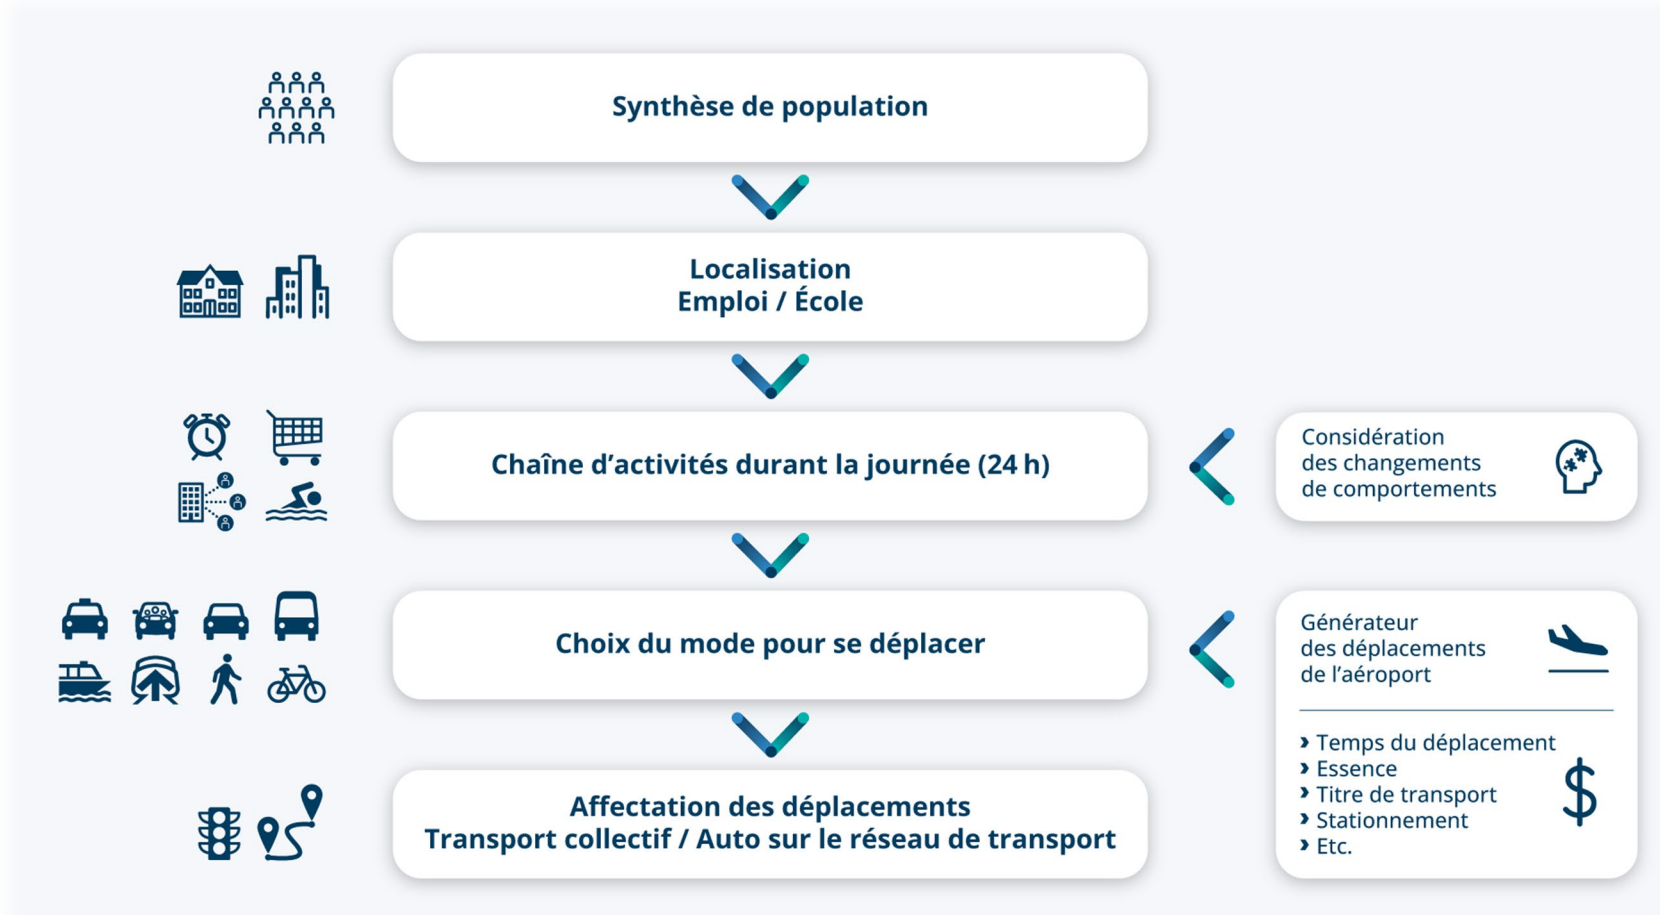 Synthèse de population
Localisation
Emploi / École
Chaîne d’activités durant la journée (24 h)
Considération
des changements
de comportements
Choix du mode pour se déplacer
Générateur
des déplacements
de l’aéroport
› Temps du déplacement
› Essence
› Titre de transport
› Stationnement
› Etc.
$
Affectation des déplacements
Transport collectif / Auto sur le réseau de transport